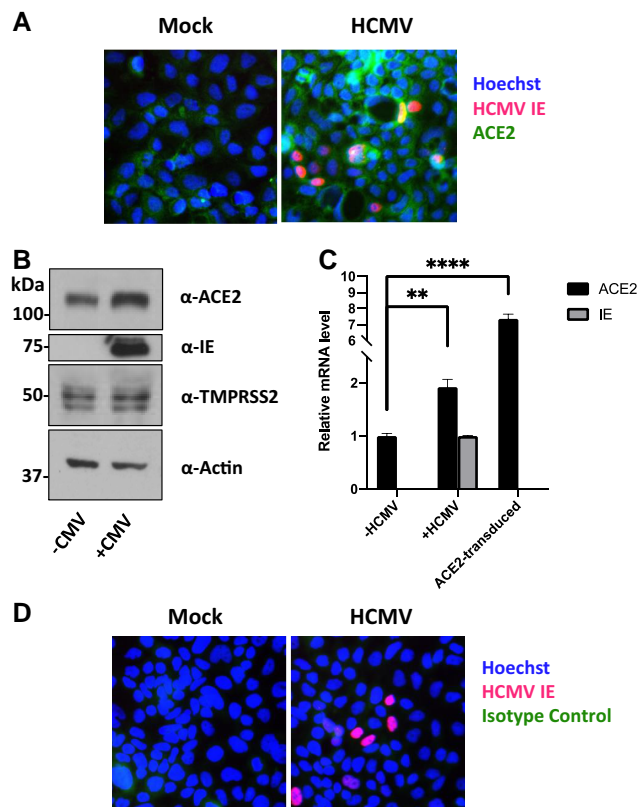 A
Mock
HCMV
Hoechst
HCMV IE
ACE2
B
kDa
100
75
50
37
α-ACE2
α-IE
α-TMPRSS2
α-Actin
-CMV
+CMV
C
Relative mRNA level
10
9
8
7
6
2
1
0
**
****
ACE2
IE
-HCMV
+HCMV
ACE2-transduced
D
Mock
HCMV
Hoechst
HCMV IE
Isotype Control